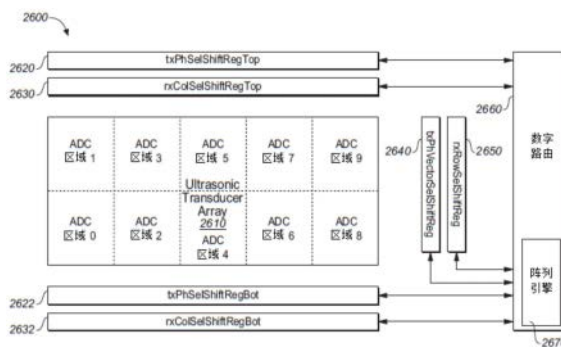 2600
2620
txPhSelShiftRegTop
2630
rxColSelShiftRegTop
2660
数字
路由
2640
txPhVectorSelShiftReg
rxRowSelShiftReg
2650
ADC
区域 1
ADC
区域 3
ADC
区域 5
ADC
区域 7
ADC
区域 9
Ultrasonic
Transducer
Array
2610
ADC
区域 0
ADC
区域 2
ADC
区域 4
ADC
区域 6
ADC
区域 8
阵列
引擎
2670
2622
txPhSelShiftRegBot
2632
rxColSelShiftRegBot